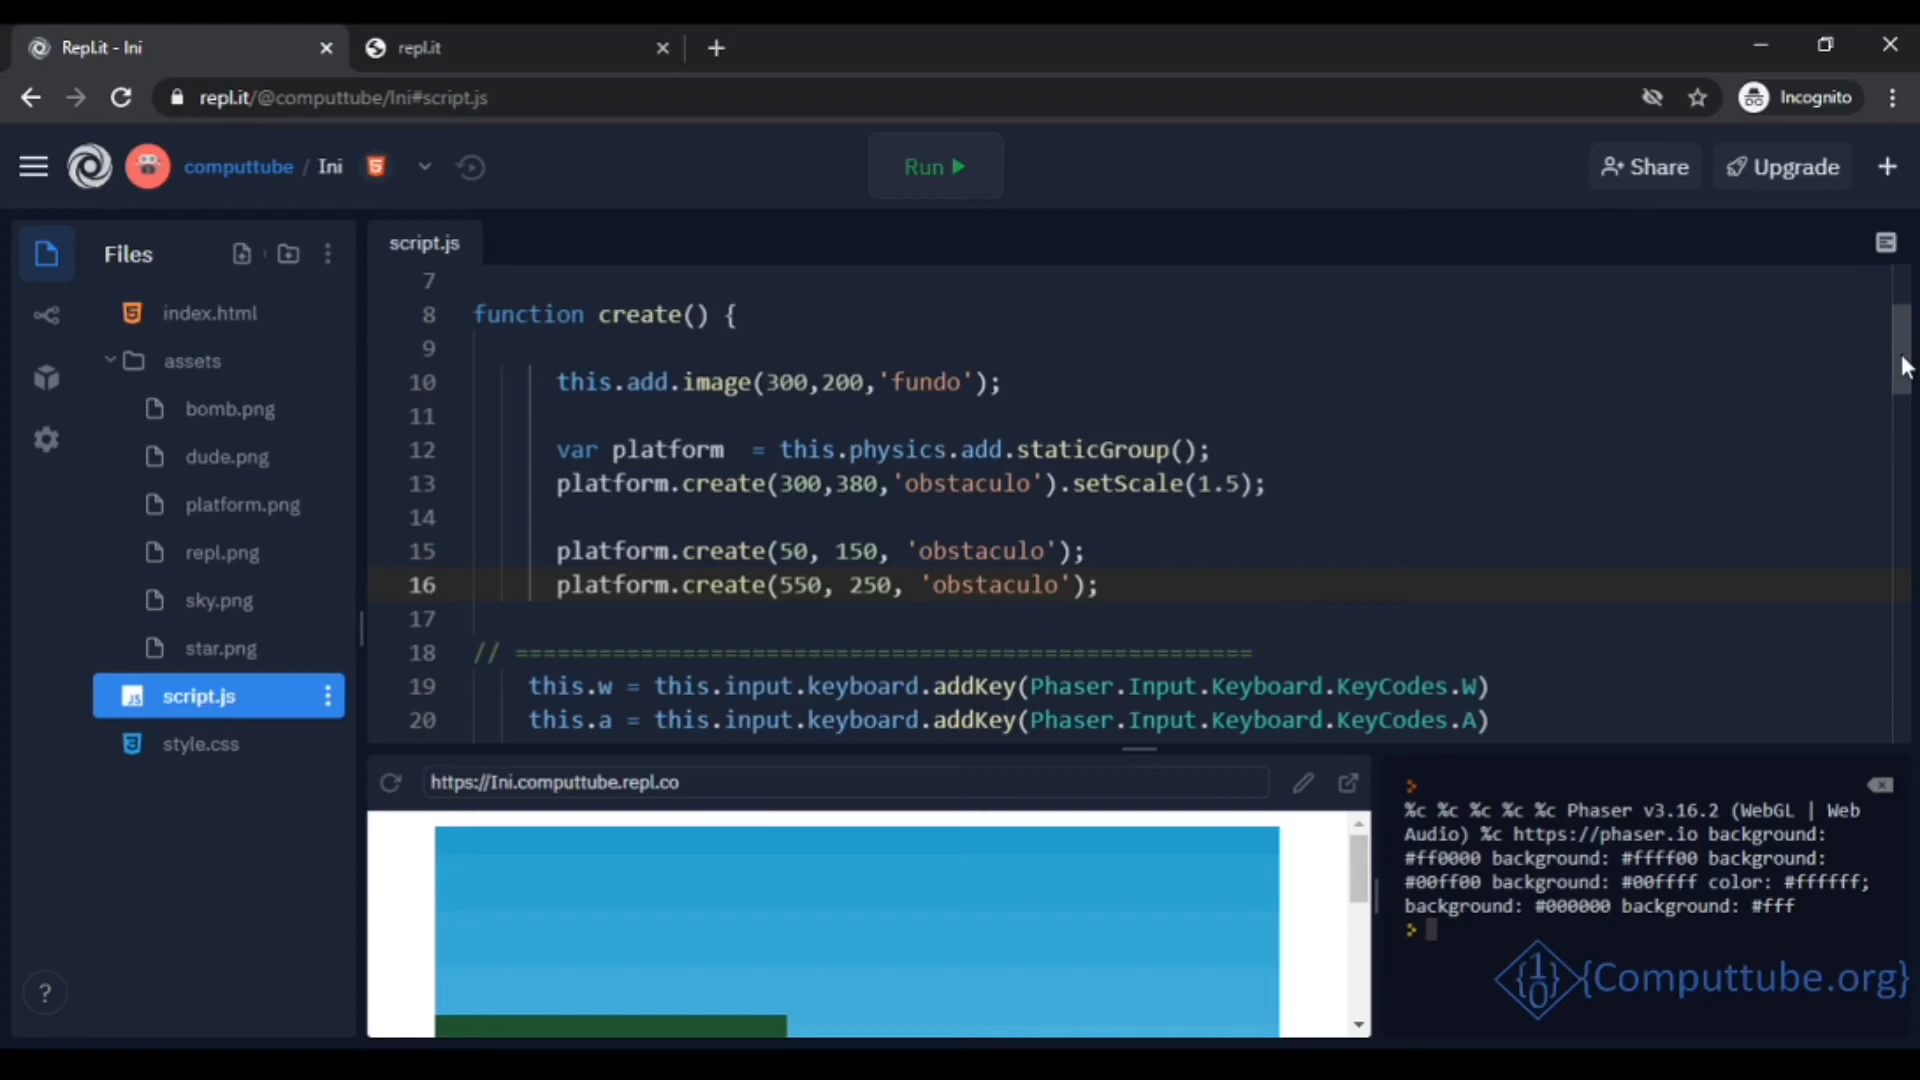 Repl.it - Ini
repl.it
repl.it/@computtube/Ini#script.js
Incognito
computtube / Ini
Run
Share
Upgrade
Files
script.js
index.html
assets
bomb.png
dude.png
platform.png
repl.png
sky.png
star.png
script.js
style.css
7
8 function create() {
9
10 this.add.image(300,200,'fundo');
11
12 var platform  = this.physics.add.staticGroup();
13 platform.create(300,380,'obstaculo').setScale(1.5);
14
15 platform.create(50, 150, 'obstaculo');
16 platform.create(550, 250, 'obstaculo');
17
18 // =====================================================
19 this.w = this.input.keyboard.addKey(Phaser.Input.Keyboard.KeyCodes.W)
20 this.a = this.input.keyboard.addKey(Phaser.Input.Keyboard.KeyCodes.A)
https://Ini.computtube.repl.co
%c %c %c %c %c Phaser v3.16.2 (WebGL | Web
Audio) %c https://phaser.io background:
#ff0000 background: #ffff00 background:
#00ff00 background: #00ffff color: #ffffff;
background: #000000 background: #fff
{1
0}
{Computtube.org}